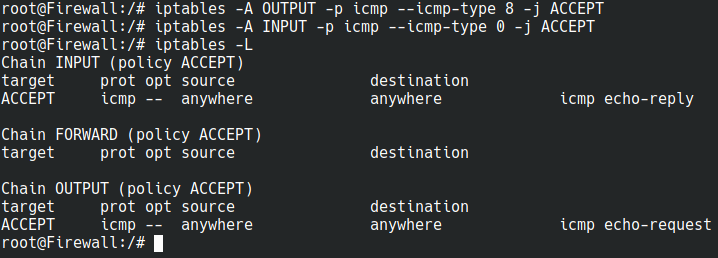 root@Firewall:/# iptables -A OUTPUT -p icmp --icmp-type 8 -j ACCEPT
root@Firewall:/# iptables -A INPUT -p icmp --icmp-type 0 -j ACCEPT
root@Firewall:/# iptables -L
Chain INPUT (policy ACCEPT)
target     prot opt source               destination
ACCEPT     icmp --  anywhere             anywhere             icmp echo-reply

Chain FORWARD (policy ACCEPT)
target     prot opt source               destination

Chain OUTPUT (policy ACCEPT)
target     prot opt source               destination
ACCEPT     icmp --  anywhere             anywhere             icmp echo-request
root@Firewall:/#